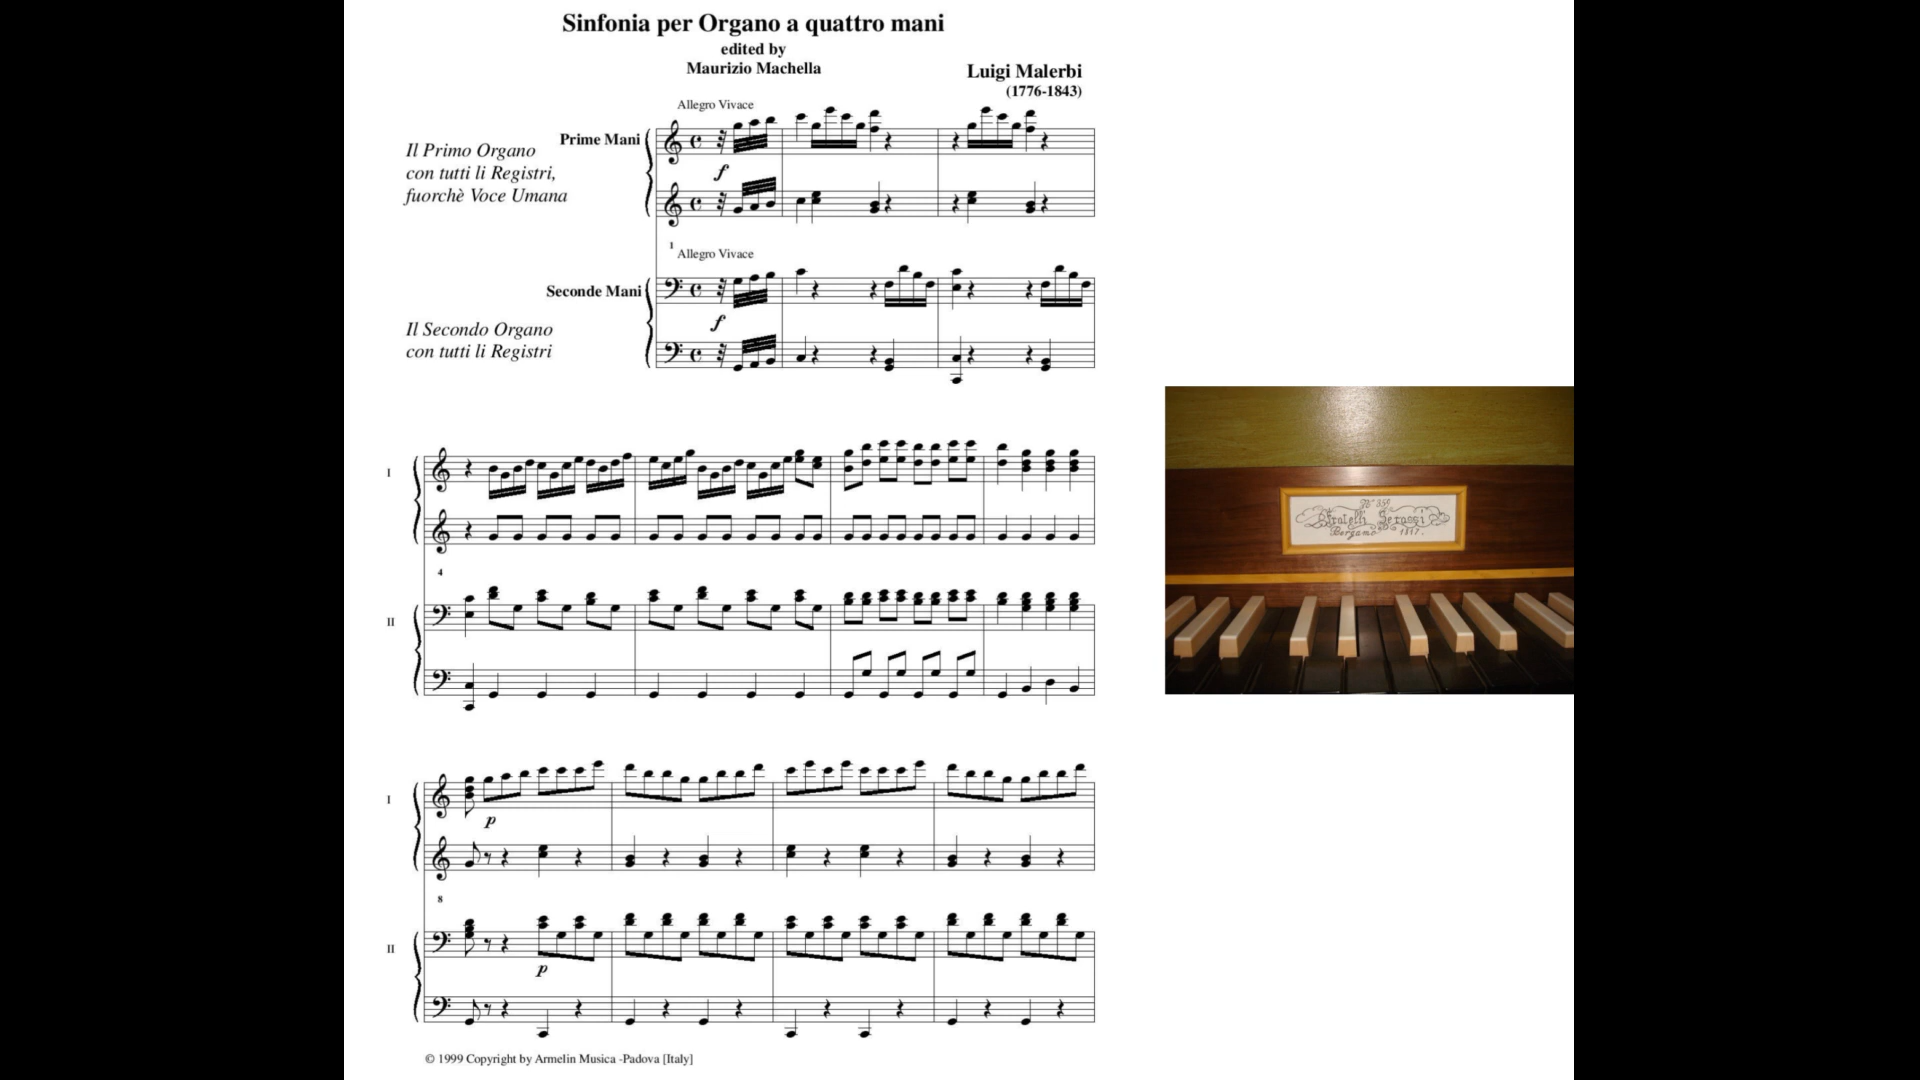 Sinfonia per Organo a quattro mani
edited by
Maurizio Machella
Luigi Malerbi
(1776-1843)
Allegro Vivace
Prime Mani
Il Primo Organo
con tutti li Registri,
fuorchè Voce Umana
f
1
Allegro Vivace
Seconde Mani
f
Il Secondo Organo
con tutti li Registri
I
4
II
I
p
8
II
p
© 1999 Copyright by Armelin Musica -Padova [Italy]
Fratelli Serassi
Bergamo 1817.